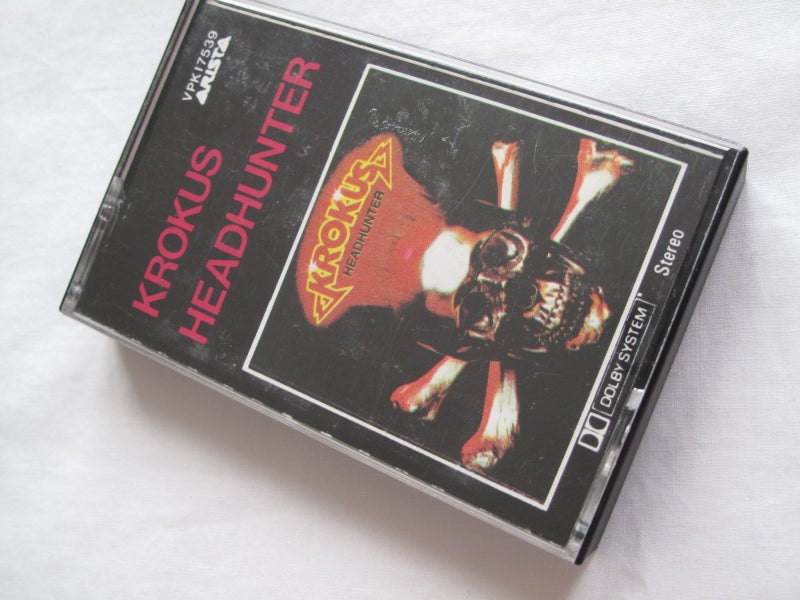 VPK17539
ARISTA
KROKUS
HEADHUNTER
KROKUS
HEADHUNTER
DOLBY SYSTEM
Stereo